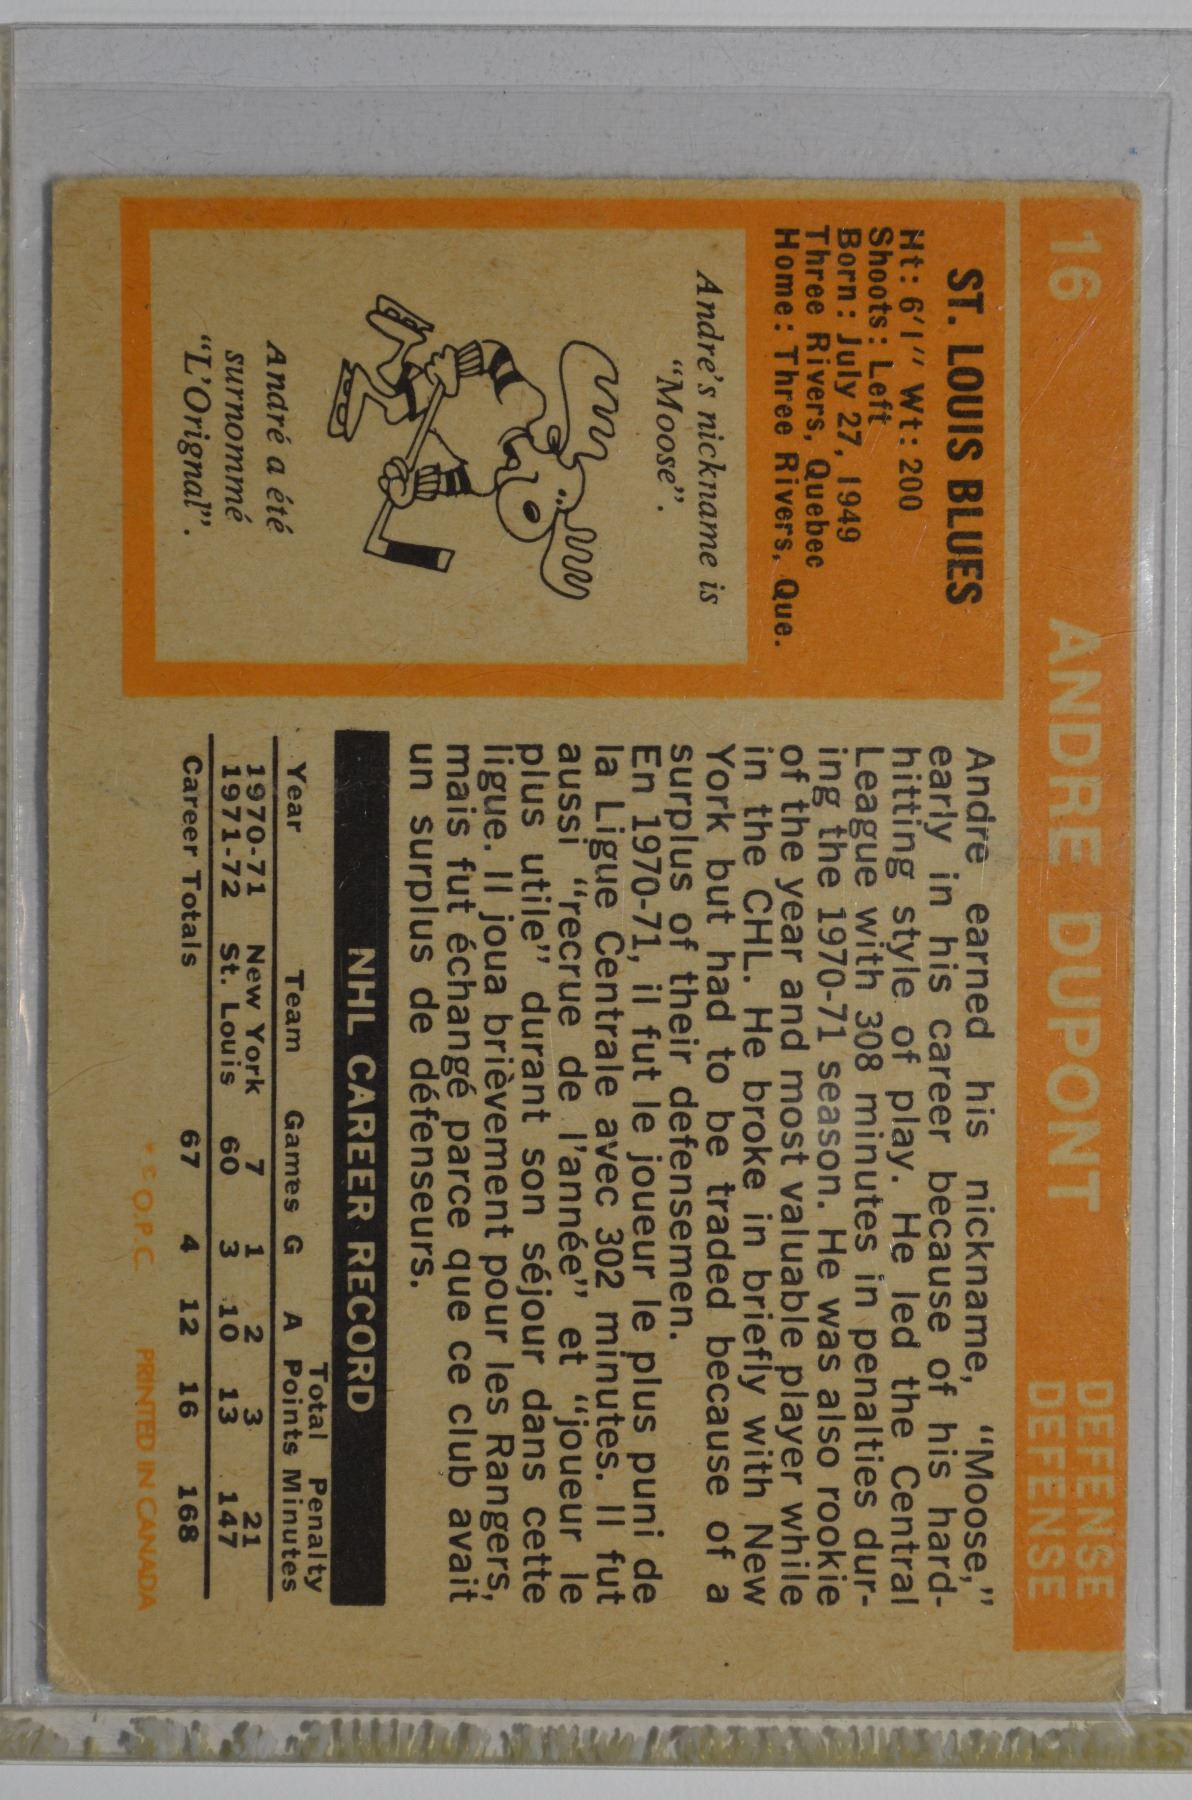 16 ANDRE DUPONT DEFENSE
DEFENSE
ST. LOUIS BLUES
Ht: 6'1" Wt: 200
Shoots: Left
Born: July 27, 1949
Three Rivers, Quebec
Home: Three Rivers, Que.
Andre's nickname is
"Moose".
André a été
surnommé
"L'Orignal".
Andre earned his nickname, "Moose,"
early in his career because of his hard-
hitting style of play. He led the Central
League with 308 minutes in penalties dur-
ing the 1970-71 season. He was also rookie
of the year and most valuable player while
in the CHL. He broke in briefly with New
York but had to be traded because of a
surplus of their defensemen.
En 1970-71, il fut le joueur le plus puni de
la Ligue Centrale avec 302 minutes. Il fut
aussi "recrue de l'année" et "joueur le
plus utile" durant son séjour dans cette
ligue. Il joua brièvement pour les Rangers,
mais fut échangé parce que ce club avait
un surplus de défenseurs.
NHL CAREER RECORD
Total Penalty
Year Team Games G A Points Minutes
1970-71 New York 7 1 2 3 21
1971-72 St. Louis 60 3 10 13 147
Career Totals 67 4 12 16 168
* © O.P.C. PRINTED IN CANADA